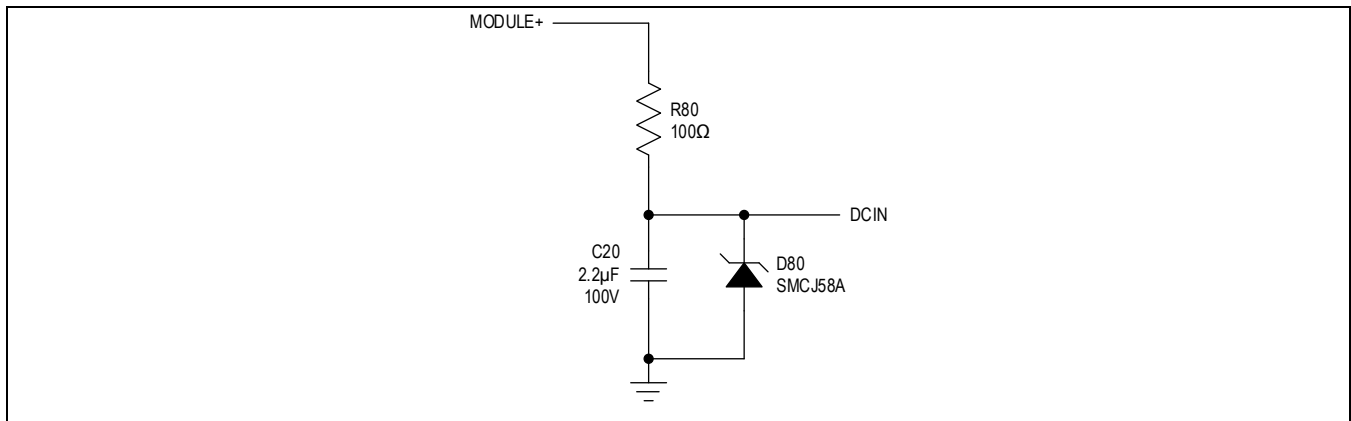 MODULE+
R80
100Ω
DCIN
C20
2.2µF
100V
D80
SMCJ58A